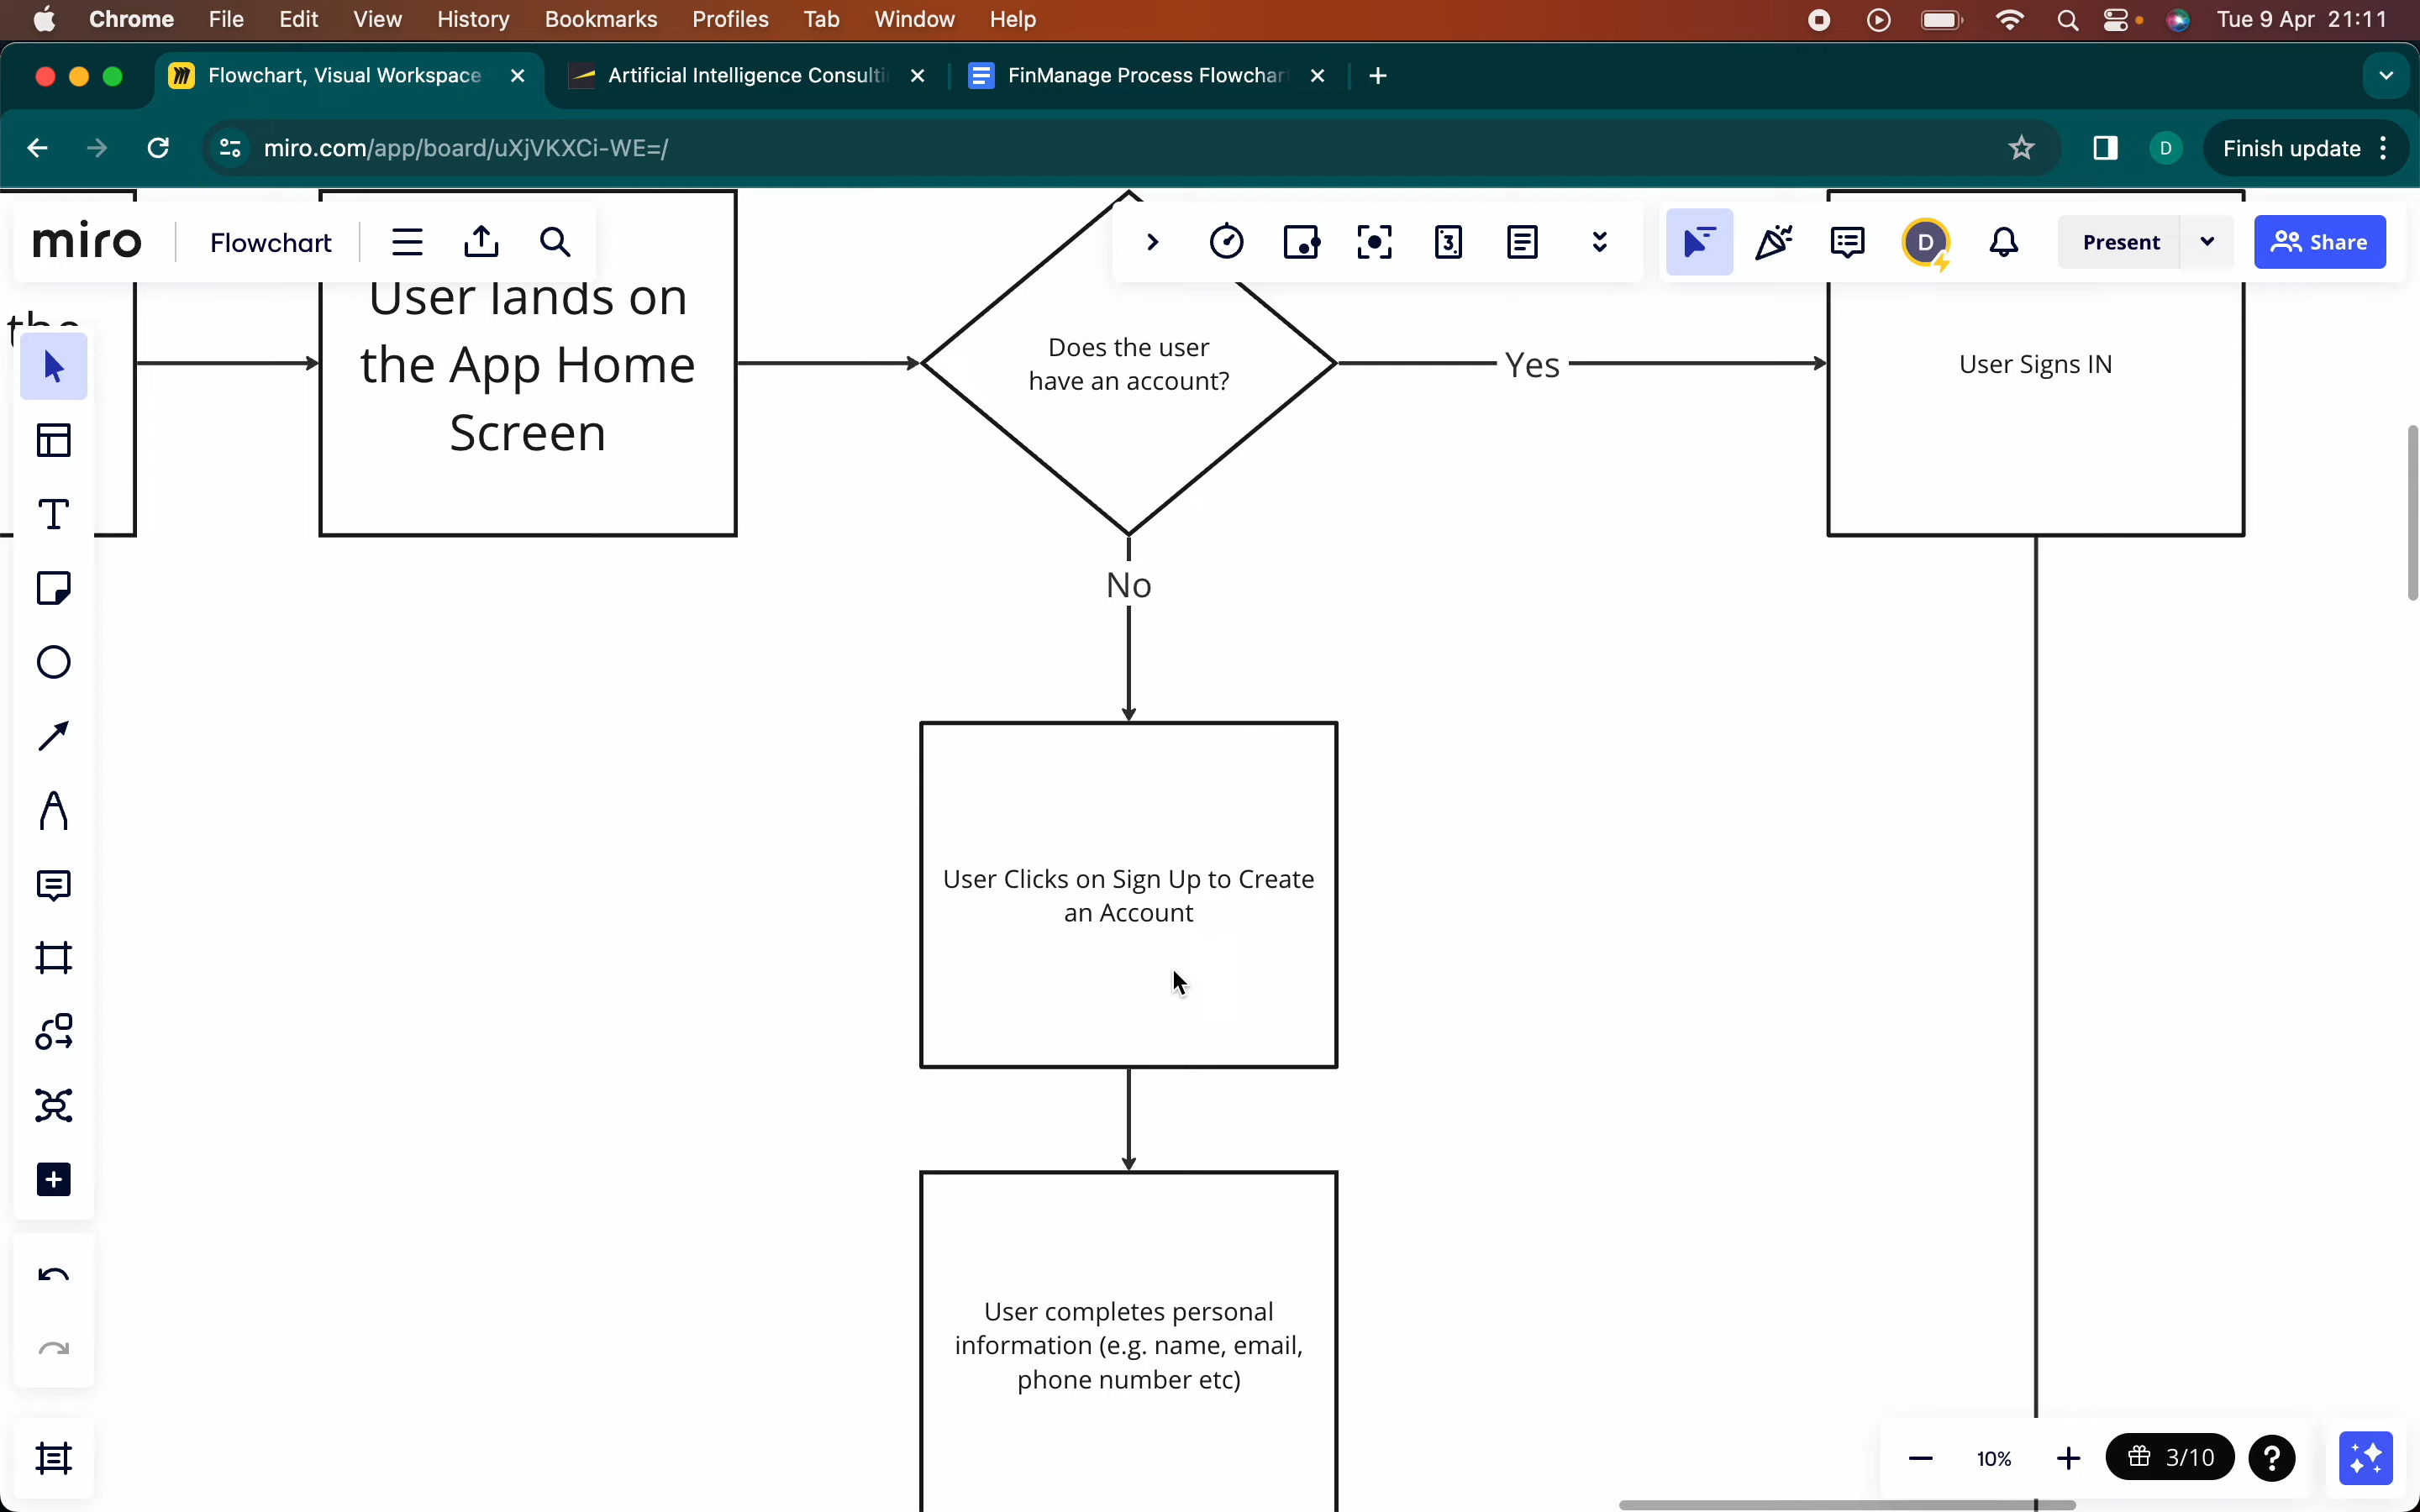 Chrome File Edit View History Bookmarks Profiles Tab Window Help Tue 9 Apr 21:11
Flowchart, Visual Workspace Artificial Intelligence Consulti FinManage Process Flowchar
miro.com/app/board/uXjVKXCi-WE=/ D Finish update
miro Flowchart 3 D Present Share
the
User lands on
the App Home
Screen
Does the user
have an account?
Yes
User Signs IN
No
User Clicks on Sign Up to Create
an Account
User completes personal
information (e.g. name, email,
phone number etc)
10% 3/10 ?